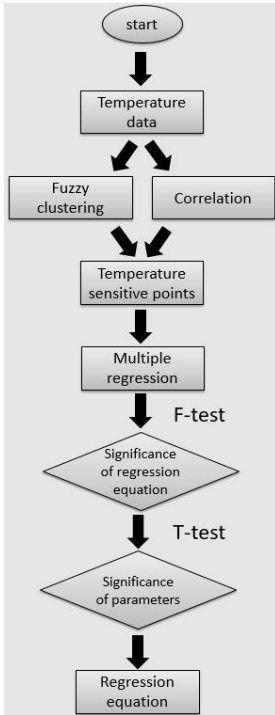 start
Temperature
data
Fuzzy
clustering
Correlation
Temperature
sensitive points
Multiple
regression
F-test
Significance
of regression
equation
T-test
Significance
of parameters
Regression
equation